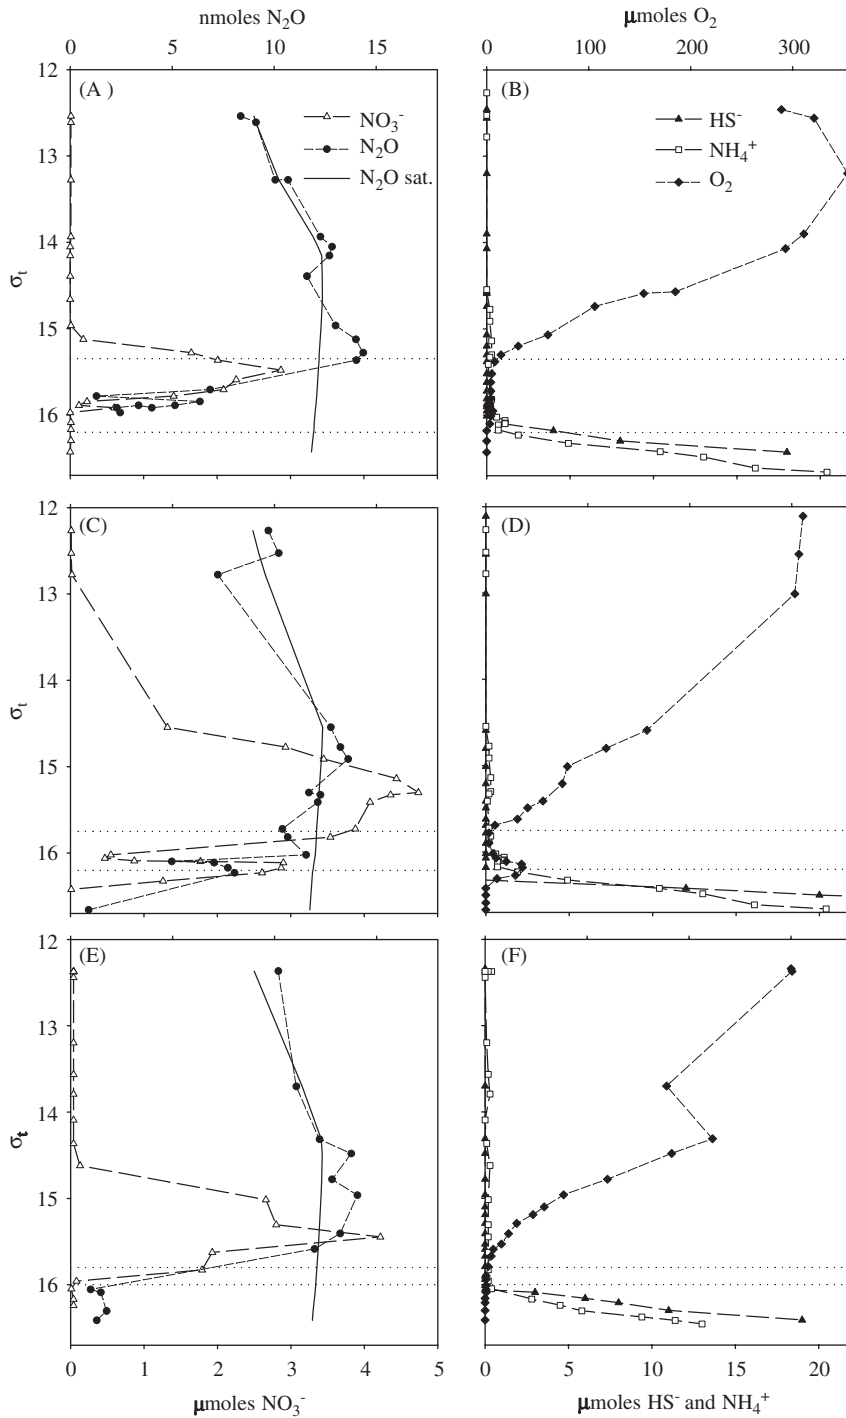 nmoles N₂O
μmoles O₂
0 5 10 15
0 100 200 300
12
13
14
15
16
σt
(A )
NO₃⁻
N₂O
N₂O sat.
(B)
HS⁻
NH₄⁺
O₂
12
13
14
15
16
σt
(C)
(D)
12
13
14
15
16
σt
(E)
(F)
0 1 2 3 4 5
0 5 10 15 20
μmoles NO₃⁻
μmoles HS⁻ and NH₄⁺